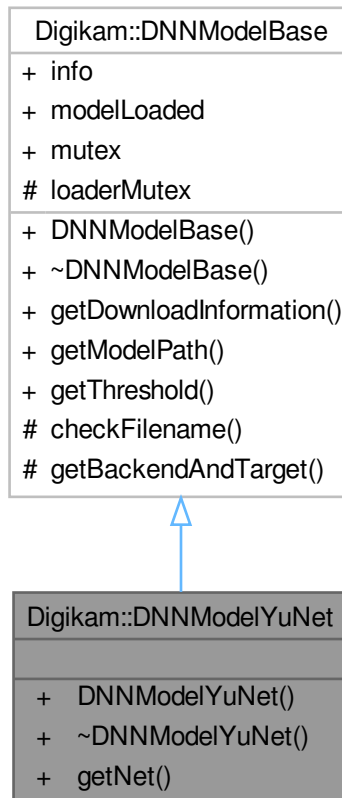 Digikam::DNNModelBase
+ info
+ modelLoaded
+ mutex
# loaderMutex
+ DNNModelBase()
+ ~DNNModelBase()
+ getDownloadInformation()
+ getModelPath()
+ getThreshold()
# checkFilename()
# getBackendAndTarget()
Digikam::DNNModelYuNet
+ DNNModelYuNet()
+ ~DNNModelYuNet()
+ getNet()